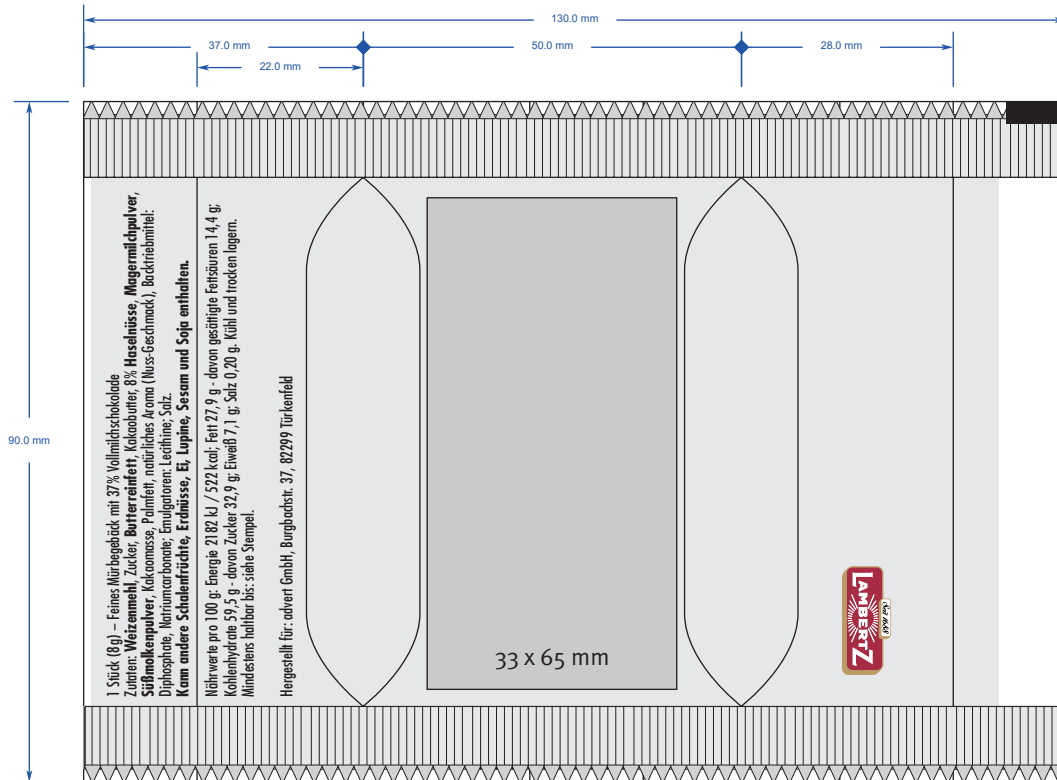 130.0 mm
37.0 mm
50.0 mm
28.0 mm
22.0 mm
90.0 mm
1 Stück (8g) – Feines Mürbegebäck mit 37% Vollmilchschokolade
Zutaten: Weizenmehl, Zucker, Butterreinfett, Kakaobutter, 8% Haselnüsse, Magermilchpulver,
Süßmolkenpulver, Kakaomasse, Palmfett, natürliches Aroma (Nuss-Geschmack), Backtriebmittel:
Diphosphate, Natriumcarbonate; Emulgatoren: Lecithine; Salz.
Kann andere Schalenfrüchte, Erdnüsse, Ei, Lupine, Sesam und Soja enthalten.
Nährwerte pro 100 g: Energie 2182 kJ / 522 kcal; Fett 27,9 g - davon gesättigte Fettsäuren 14,4 g;
Kohlenhydrate 59,5 g - davon Zucker 32,9 g; Eiweiß 7,1 g; Salz 0,20 g. Kühl und trocken lagern.
Mindestens haltbar bis: siehe Stempel.
Hergestellt für: advert GmbH, Burgbachstr. 37, 82299 Türkenfeld
33 x 65 mm
Seit 1688
LAMBERTZ